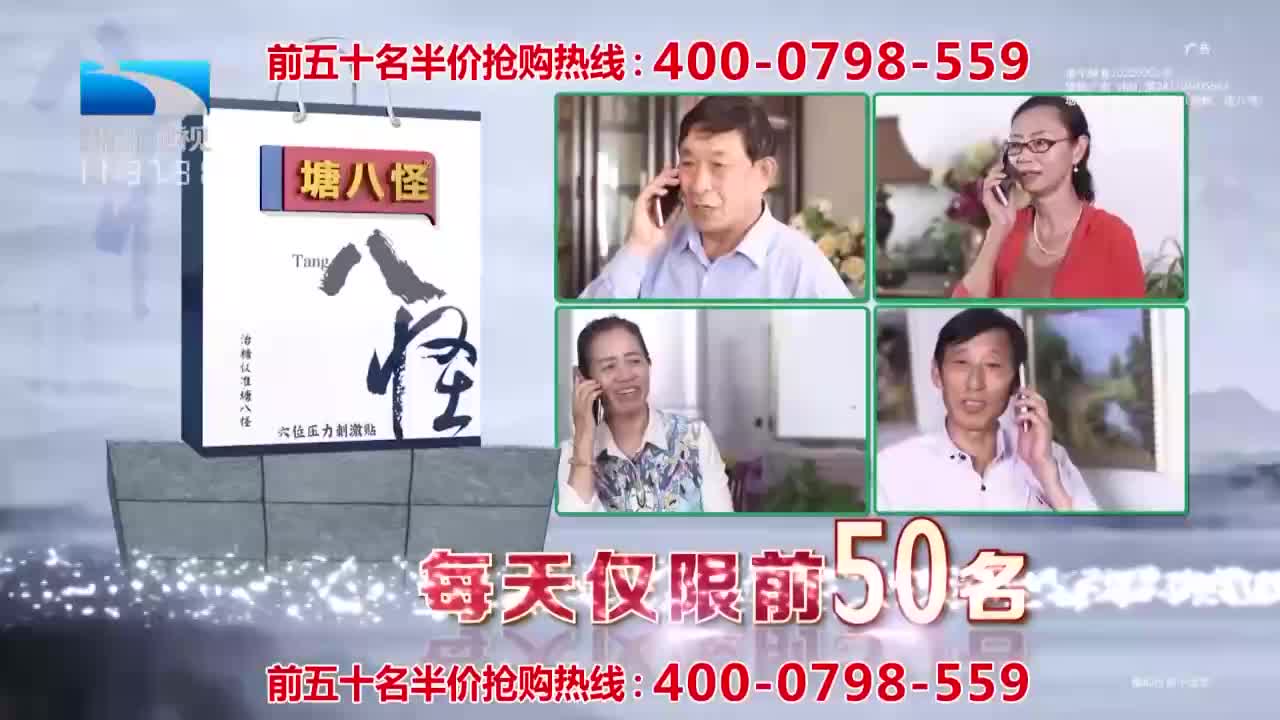 前五十名半价抢购热线：400-0798-559
广告
塘八怪
Tang
八怪
治糖仅准塘八怪
穴位压力刺激贴
每天仅限前50名
前五十名半价抢购热线：400-0798-559